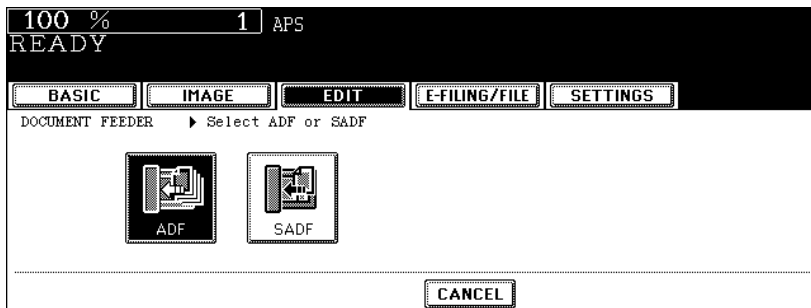 100 % 1 APS
READY
BASIC IMAGE EDIT E-FILING/FILE SETTINGS
DOCUMENT FEEDER ▶ Select ADF or SADF
ADF SADF
CANCEL